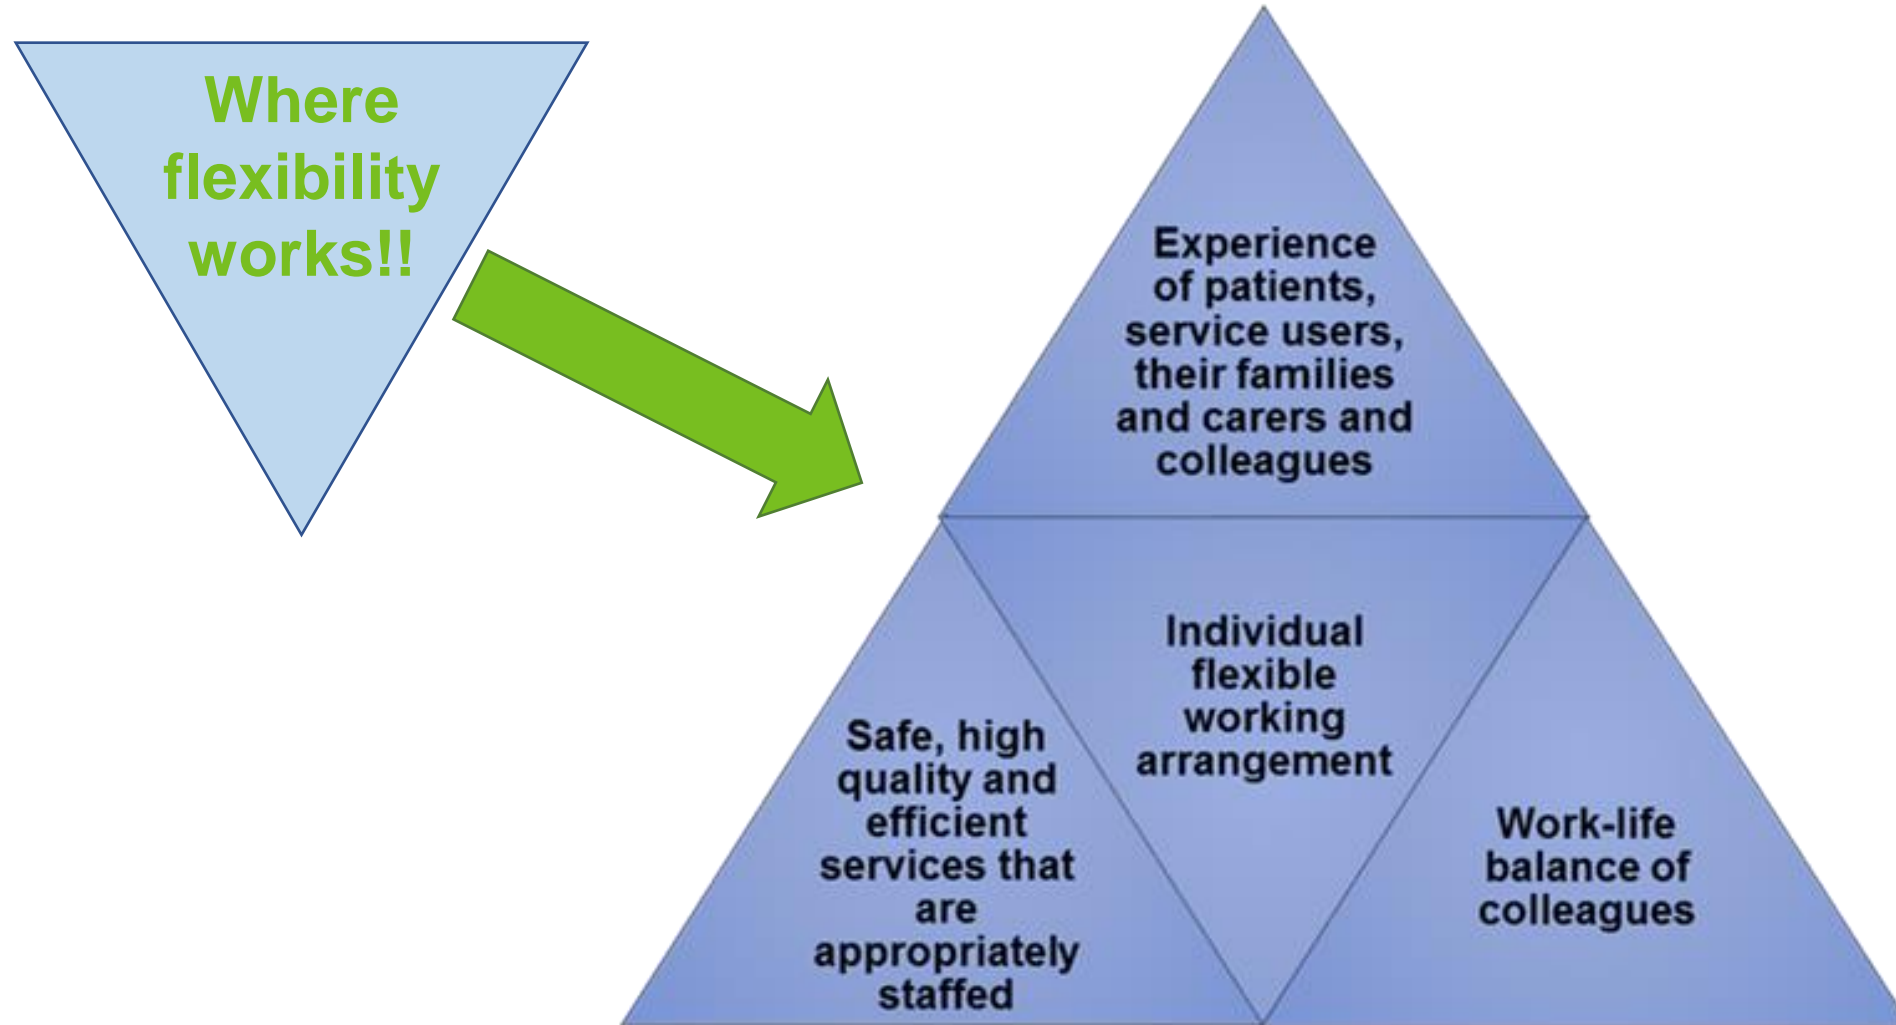 Where
flexibility
works!!
Experience
of patients,
service users,
their families
and carers and
colleagues
Individual
flexible
working
arrangement
Safe, high
quality and
efficient
services that
are
appropriately
staffed
Work-life
balance of
colleagues